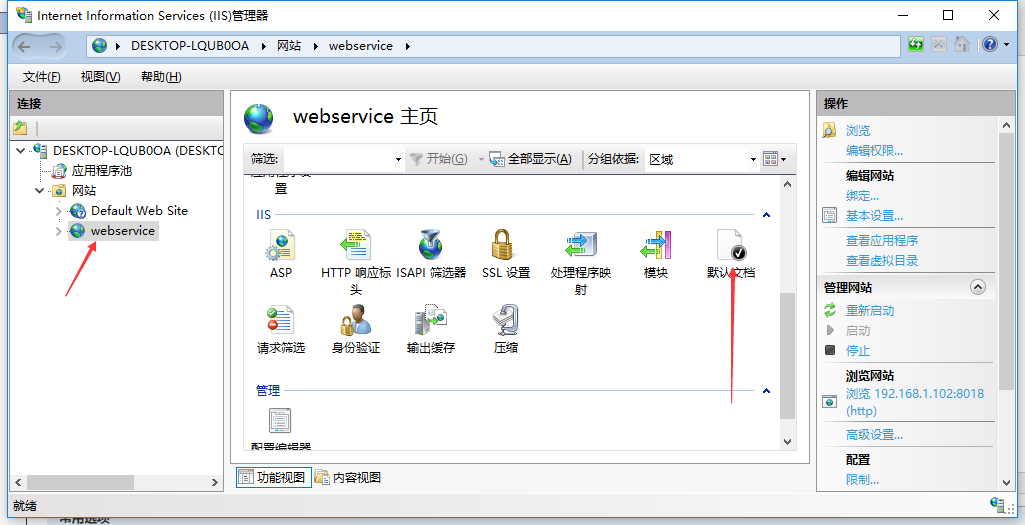 Internet Information Services (IIS)管理器
DESKTOP-LQUB0OA
网站
webservice
文件(F)
视图(V)
帮助(H)
连接
DESKTOP-LQUB0OA (DESKTO
应用程序池
网站
Default Web Site
webservice
webservice 主页
筛选:
开始(G)
全部显示(A)
分组依据:
区域
置
IIS
ASP
HTTP 响应标
头
ISAPI 筛选器
SSL 设置
处理程序映
射
模块
默认文档
请求筛选
身份验证
输出缓存
压缩
管理
配置编辑器
功能视图
内容视图
操作
浏览
编辑权限...
编辑网站
绑定...
基本设置...
查看应用程序
查看虚拟目录
管理网站
重新启动
启动
停止
浏览网站
浏览 192.168.1.102:8018
(http)
高级设置...
配置
限制...
就绪
常用选项